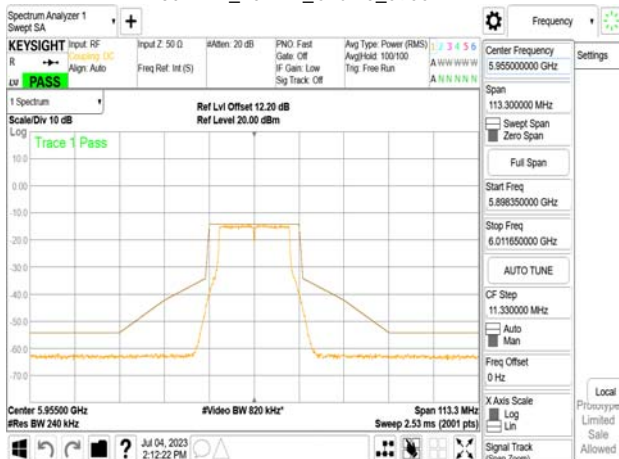 Spectrum Analyzer 1
Swept SA
+
Frequency
KEYSIGHT
R
LXI
PASS
Input: RF
Coupling: DC
Align: Auto
Input Z: 50 Ω
Freq Ref: Int (S)
#Atten: 20 dB
PNO: Fast
Gate: Off
IF Gain: Low
Sig Track: Off
Avg Type: Power (RMS)
Avg|Hold: 100/100
Trig: Free Run
1 2 3 4 5 6
A W W W W W
A N N N N N
1 Spectrum
Scale/Div 10 dB
Log
Ref Lvl Offset 12.20 dB
Ref Level 20.00 dBm
Trace 1 Pass
10.0
0.00
-10.0
-20.0
-30.0
-40.0
-50.0
-60.0
-70.0
Center 5.95500 GHz
#Res BW 240 kHz
#Video BW 820 kHz*
Span 113.3 MHz
Sweep 2.53 ms (2001 pts)
?
Jul 04, 2023
2:12:22 PM
Center Frequency
5.955000000 GHz
Settings
Span
113.300000 MHz
Swept Span
Zero Span
Full Span
Start Freq
5.898350000 GHz
Stop Freq
6.011650000 GHz
AUTO TUNE
CF Step
11.330000 MHz
Auto
Man
Freq Offset
0 Hz
X Axis Scale
Log
Lin
Signal Track
(Span Zoom)
Local
Prototype
Limited
Sale
Allowed